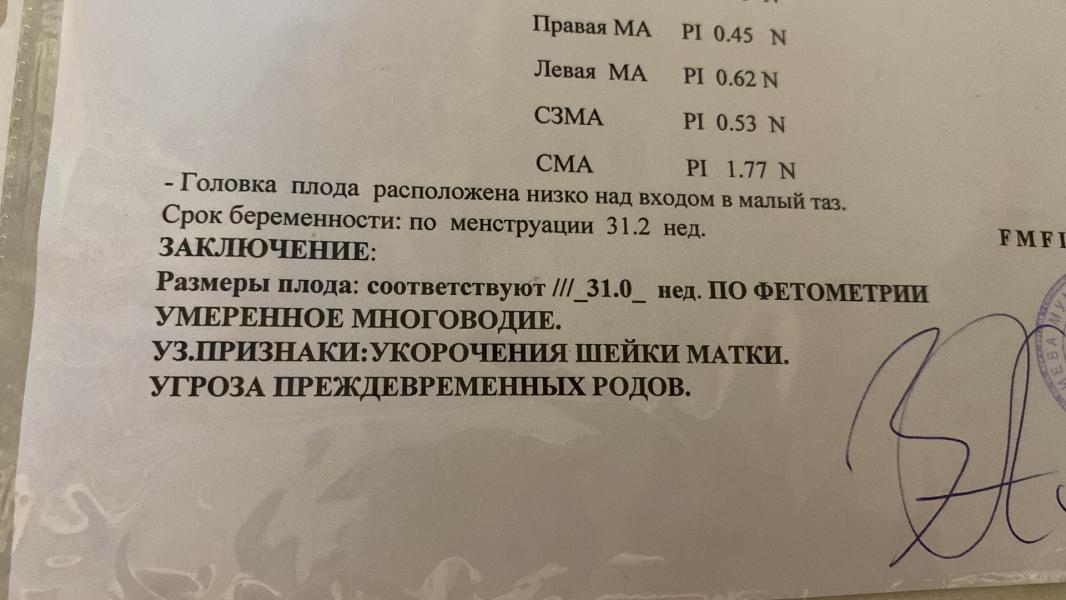 N
Правая МА PI 0.45 N
Левая МА PI 0.62 N
СЗМА PI 0.53 N
СМА PI 1.77 N
- Головка плода расположена низко над входом в малый таз.
Срок беременности: по менструации 31.2 нед.
FMF
ЗАКЛЮЧЕНИЕ:
Размеры плода: соответствуют ///_31.0_ нед. ПО ФЕТОМЕТРИИ
УМЕРЕННОЕ МНОГОВОДИЕ.
УЗ.ПРИЗНАКИ:УКОРОЧЕНИЯ ШЕЙКИ МАТКИ.
УГРОЗА ПРЕЖДЕВРЕМЕННЫХ РОДОВ.